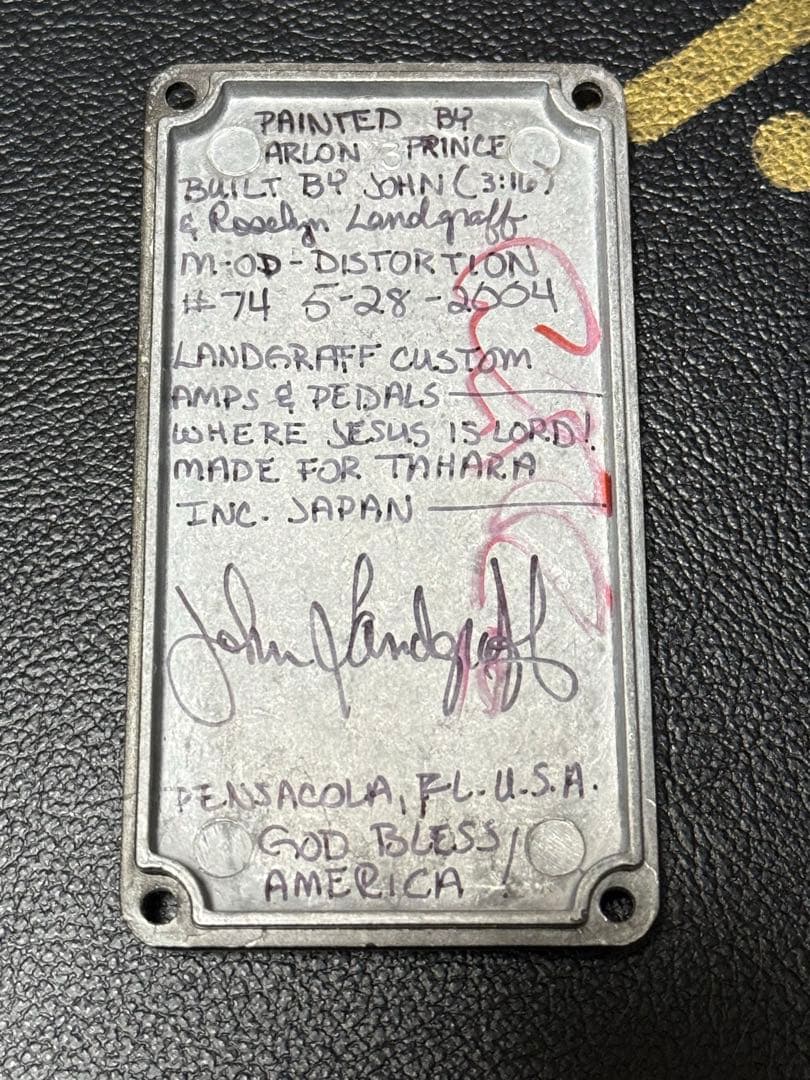 PAINTED BY
ARLON PRINCE
BUILT BY JOHN (3:16)
& Roselyn Landgraff
M-OD-DISTORTION
#74 5-28-2004
LANDGRAFF CUSTOM
AMPS & PEDALS
WHERE JESUS IS LORD!
MADE FOR TAHARA
INC. JAPAN
John Landgraff
PENSACOLA, FL. U.S.A.
GOD BLESS
AMERICA!